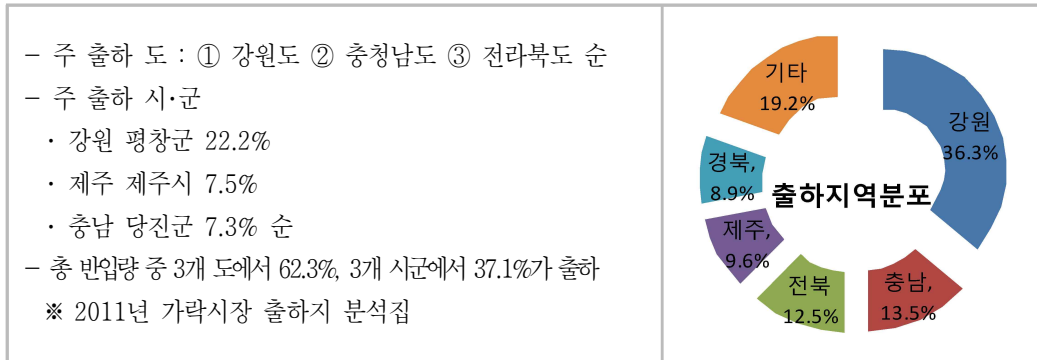 - 주 출하 도 : ① 강원도 ② 충청남도 ③ 전라북도 순
- 주 출하 시·군
· 강원 평창군 22.2%
· 제주 제주시 7.5%
· 충남 당진군 7.3% 순
- 총 반입량 중 3개 도에서 62.3%, 3개 시군에서 37.1%가 출하
※ 2011년 가락시장 출하지 분석집
출하지역분포
강원
36.3%
충남,
13.5%
전북
12.5%
제주,
9.6%
경북,
8.9%
기타
19.2%